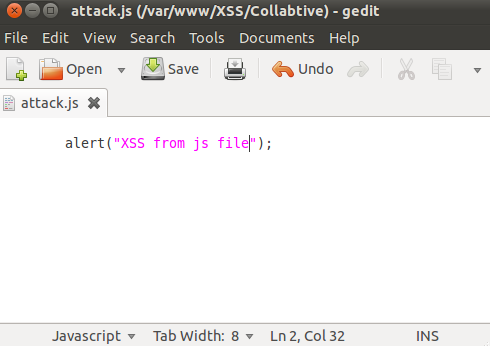 attack.js (/var/www/XSS/Collabtive) - gedit
File Edit View Search Tools Documents Help
Open Save Undo
attack.js
alert("XSS from js file");
Javascript Tab Width: 8 Ln 2, Col 32 INS